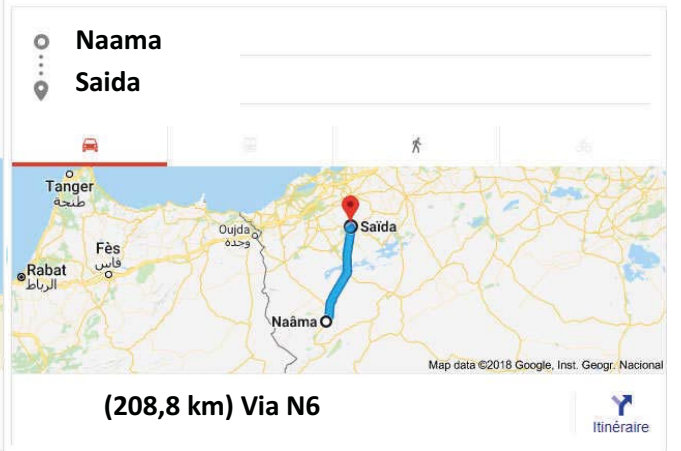 Naama
Saida
Tanger
طنجة
Oujda
وجدة
Saïda
Fès
فاس
Rabat
الرباط
Naâma
Map data ©2018 Google, Inst. Geogr. Nacional
(208,8 km) Via N6
Itinéraire